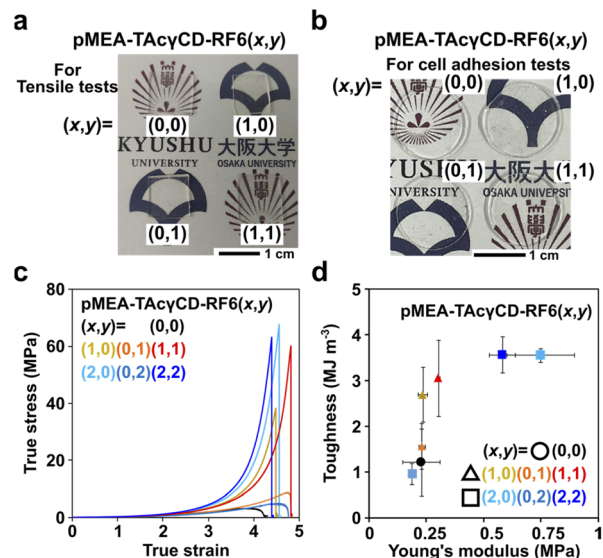 a
pMEA-TAcγCD-RF6(x,y)
For
Tensile tests
(x,y)=
(0,0)
(1,0)
KYUSHU
UNIVERSITY
大阪大学
OSAKA UNIVERSITY
(0,1)
(1,1)
1 cm
b
pMEA-TAcγCD-RF6(x,y)
For cell adhesion tests
(x,y)=
(0,0)
(1,0)
YUSHU
UNIVERSITY
大阪大学
OSAKA UNIVERSIT
(0,1)
(1,1)
1 cm
c
pMEA-TAcγCD-RF6(x,y)
(x,y)= (0,0)
(1,0)(0,1)(1,1)
(2,0)(0,2)(2,2)
True stress (MPa)
80
60
40
20
0
0 1 2 3 4 5
True strain
d
pMEA-TAcγCD-RF6(x,y)
Toughness (MJ m⁻³)
5
4
3
2
1
0
(x,y)= (0,0)
(1,0)(0,1)(1,1)
(2,0)(0,2)(2,2)
0 0.25 0.5 0.75 1
Young's modulus (MPa)